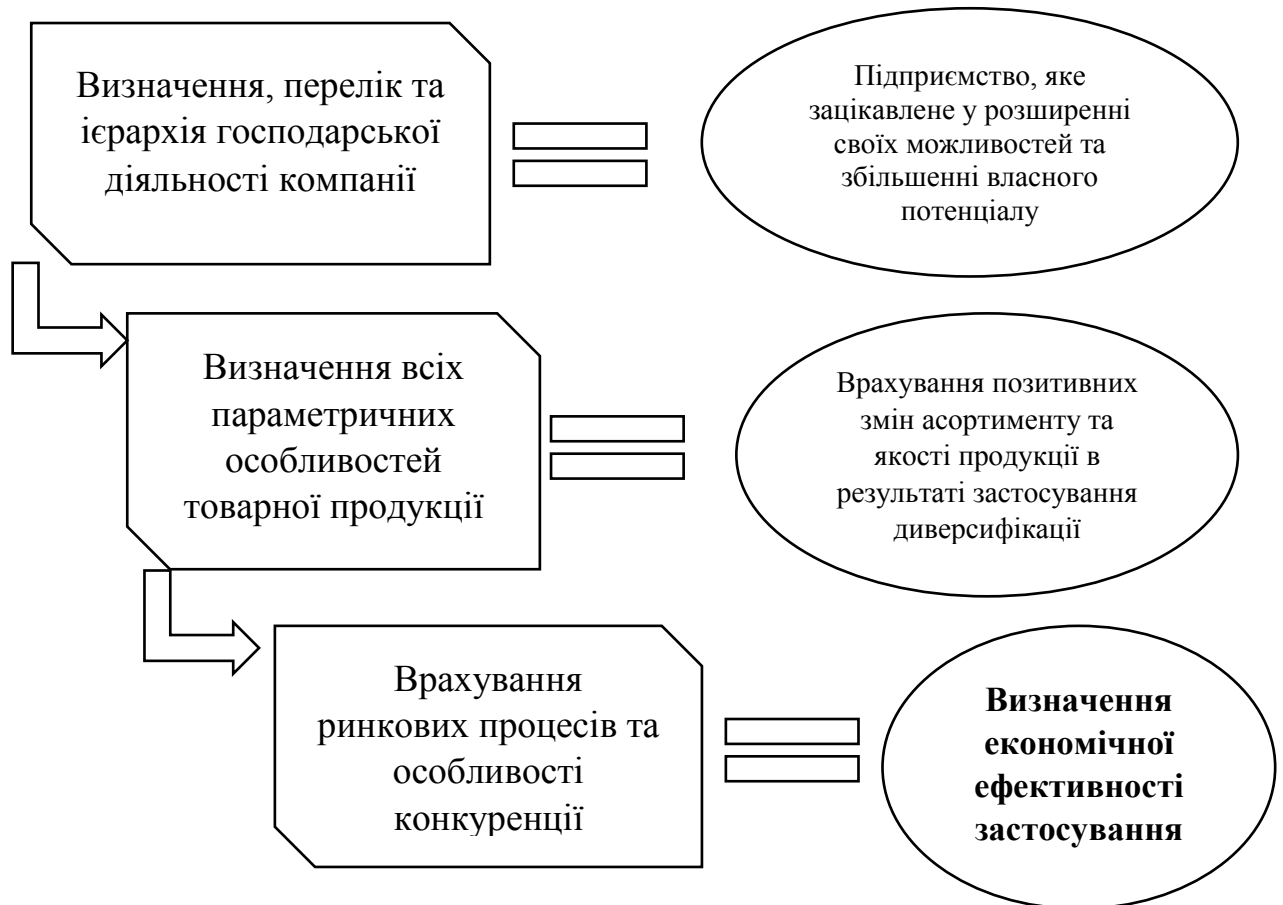 Визначення, перелік та
ієрархія господарської
діяльності компанії
Підприємство, яке
зацікавлене у розширенні
своїх можливостей та
збільшенні власного
потенціалу
Визначення всіх
параметричних
особливостей
товарної продукції
Врахування позитивних
змін асортименту та
якості продукції в
результаті застосування
диверсифікації
Врахування
ринкових процесів та
особливості
конкуренції
Визначення
економічної
ефективності
застосування